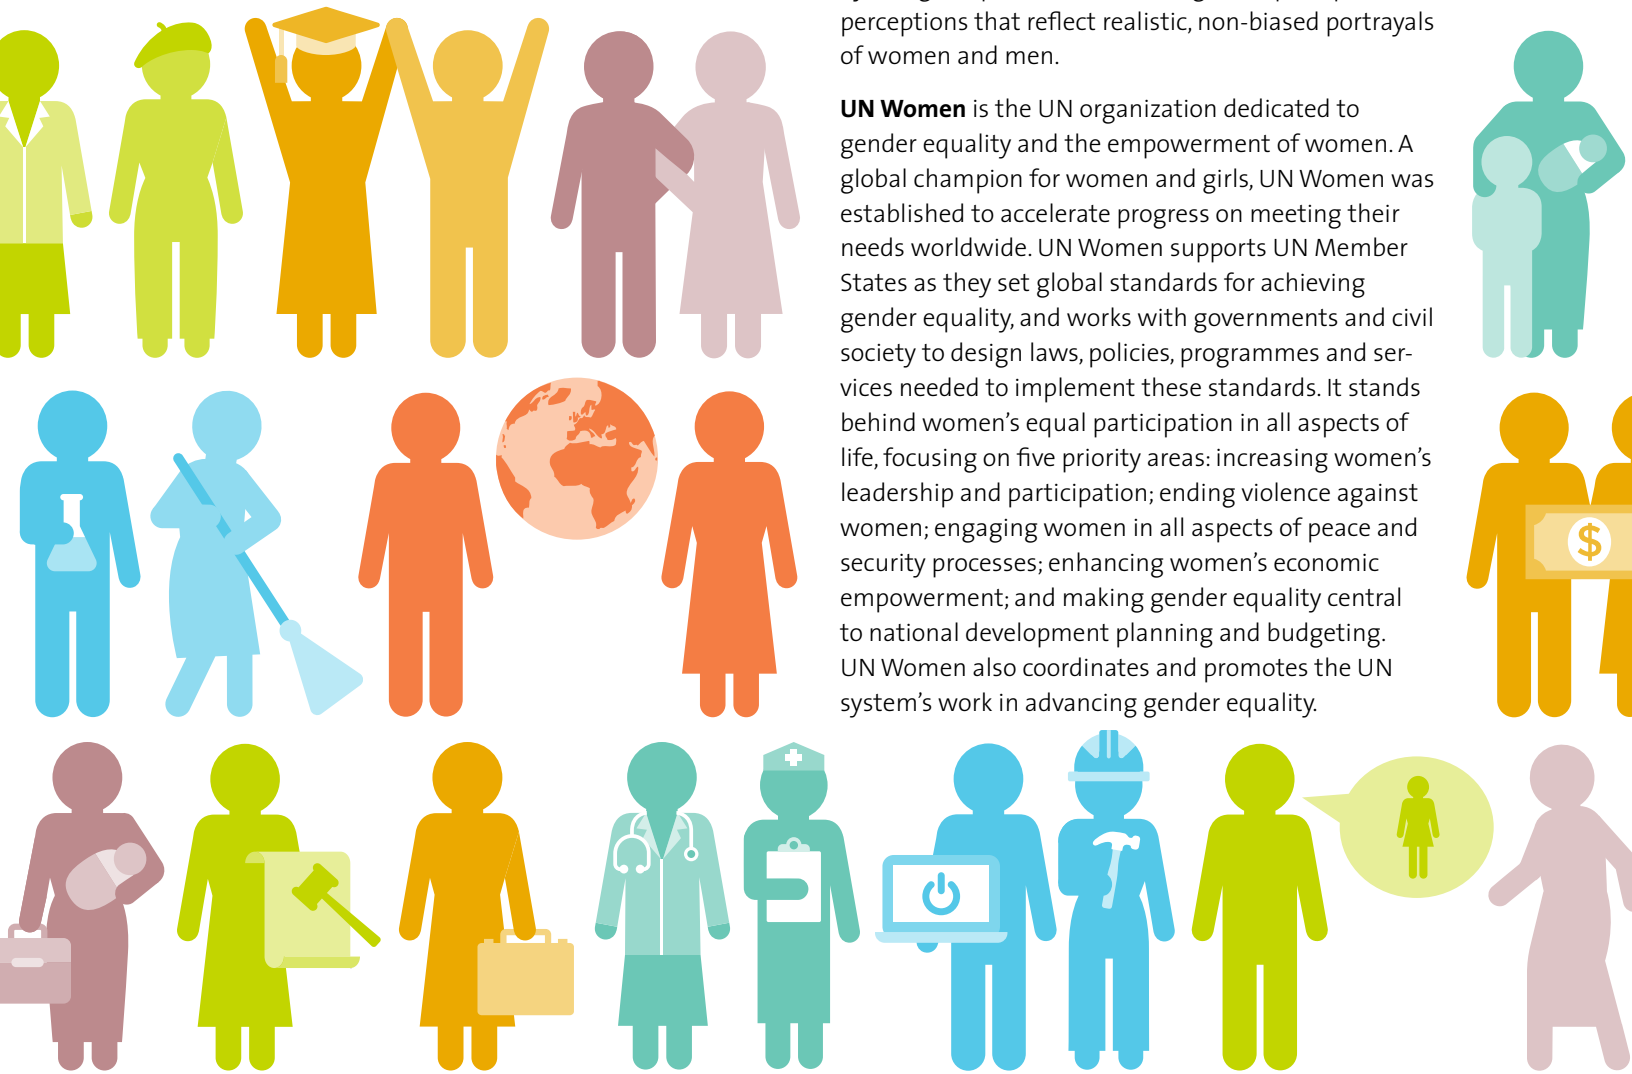 perceptions that reflect realistic, non-biased portrayals
of women and men.
UN Women is the UN organization dedicated to
gender equality and the empowerment of women. A
global champion for women and girls, UN Women was
established to accelerate progress on meeting their
needs worldwide. UN Women supports UN Member
States as they set global standards for achieving
gender equality, and works with governments and civil
society to design laws, policies, programmes and ser-
vices needed to implement these standards. It stands
behind women’s equal participation in all aspects of
life, focusing on five priority areas: increasing women’s
leadership and participation; ending violence against
women; engaging women in all aspects of peace and
security processes; enhancing women’s economic
empowerment; and making gender equality central
to national development planning and budgeting.
UN Women also coordinates and promotes the UN
system’s work in advancing gender equality.
$